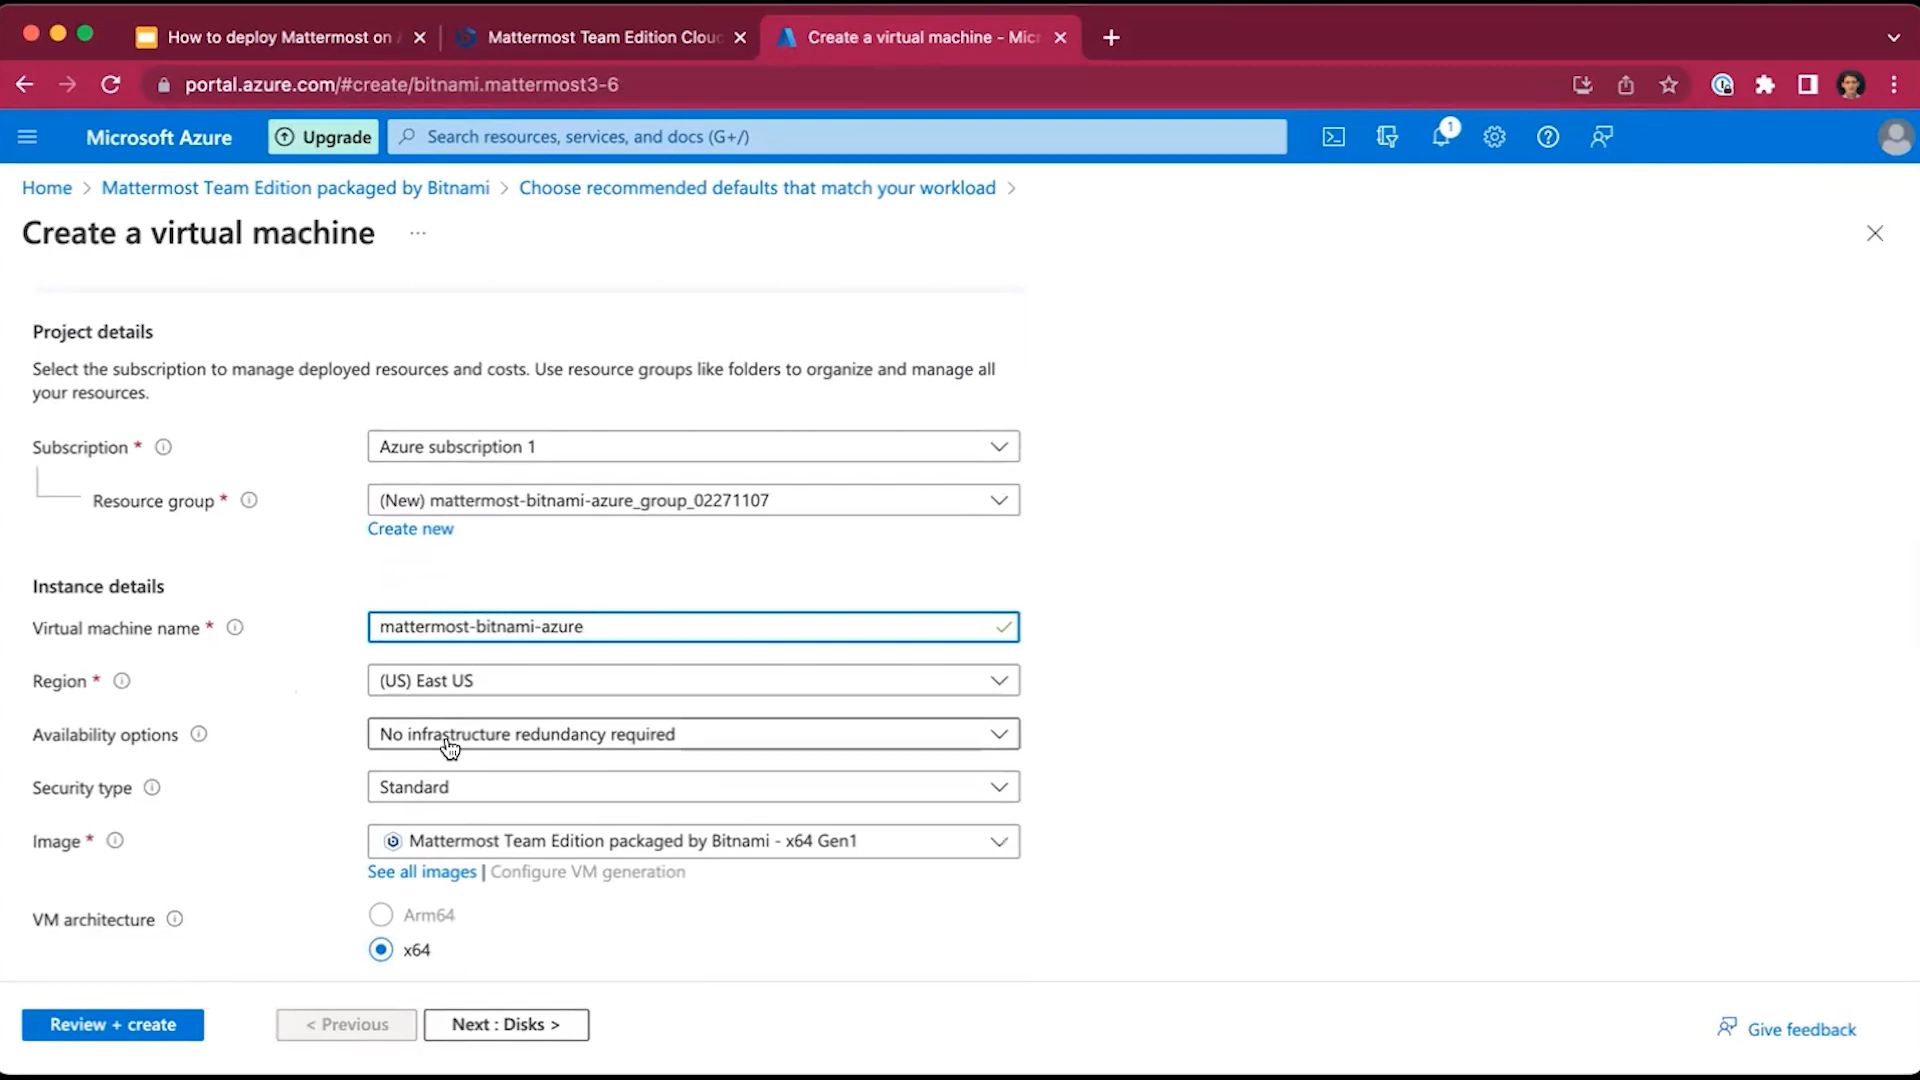 How to deploy Mattermost on
Mattermost Team Edition Clou
Create a virtual machine - Micr
portal.azure.com/#create/bitnami.mattermost3-6
Microsoft Azure
Upgrade
Search resources, services, and docs (G+/)
1
Home > Mattermost Team Edition packaged by Bitnami > Choose recommended defaults that match your workload >
Create a virtual machine ...
Project details
Select the subscription to manage deployed resources and costs. Use resource groups like folders to organize and manage all
your resources.
Subscription *
Azure subscription 1
Resource group *
(New) mattermost-bitnami-azure_group_02271107
Create new
Instance details
Virtual machine name *
mattermost-bitnami-azure
Region *
(US) East US
Availability options
No infrastructure redundancy required
Security type
Standard
Image *
Mattermost Team Edition packaged by Bitnami - x64 Gen1
See all images | Configure VM generation
VM architecture
Arm64
x64
Review + create
< Previous
Next : Disks >
Give feedback